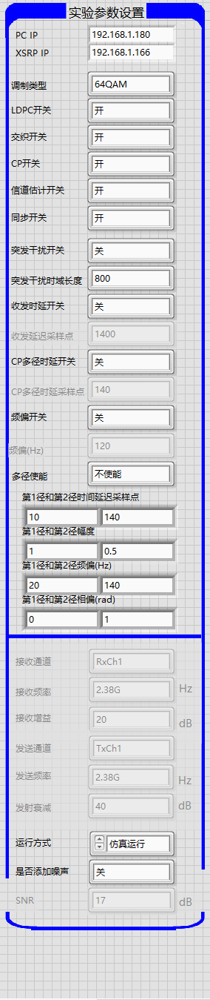 实验参数设置
PC IP 192.168.1.180
XSRP IP 192.168.1.166
调制类型 64QAM
LDPC开关 开
交织开关 开
CP开关 开
信道估计开关 开
同步开关 开
突发干扰开关 关
突发干扰时域长度 800
收发时延开关 关
收发延迟采样点 1400
CP多径时延开关 关
CP多径时延采样点 140
频偏开关 关
频偏(Hz) 120
多径使能 不使能
第1径和第2径时间延迟采样点
10 140
第1径和第2径幅度
1 0.5
第1径和第2径频偏(Hz)
20 140
第1径和第2径相偏(rad)
0 1
接收通道 RxCh1
接收频率 2.38G Hz
接收增益 20 dB
发送通道 TxCh1
发送频率 2.38G Hz
发射衰减 40 dB
运行方式 仿真运行
是否添加噪声 关
SNR 17 dB